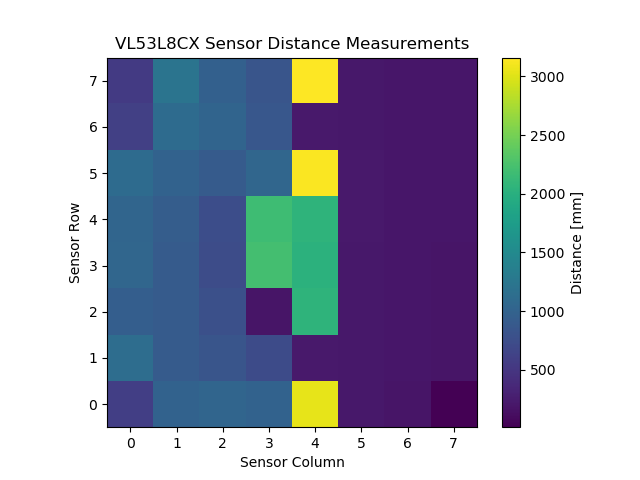 VL53L8CX Sensor Distance Measurements
7
6
5
4
3
2
1
0
Sensor Row
0 1 2 3 4 5 6 7
Sensor Column
3000
2500
2000
1500
1000
500
Distance [mm]